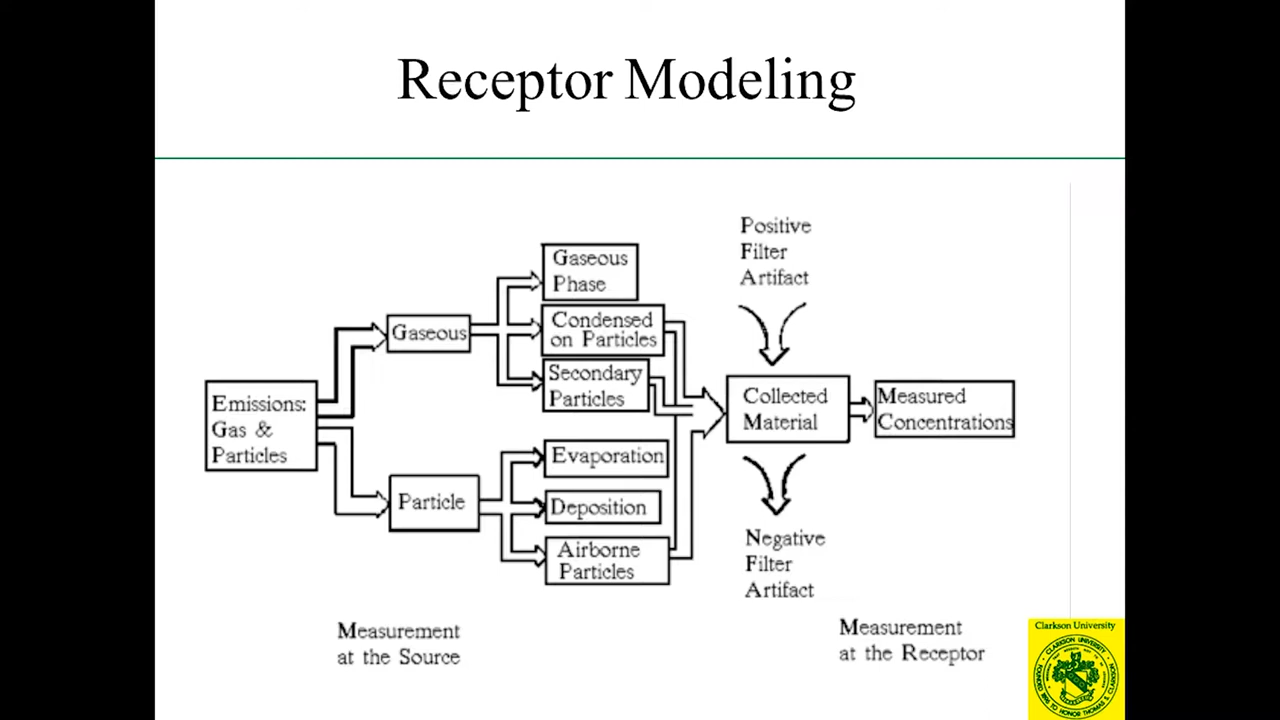 Receptor Modeling
Positive
Filter
Artifact
Gaseous
Phase
Condensed
on Particles
Gaseous
Secondary
Particles
Emissions:
Gas &
Particles
Collected
Material
Measured
Concentrations
Evaporation
Particle
Deposition
Airborne
Particles
Negative
Filter
Artifact
Measurement
at the Source
Measurement
at the Receptor
Clarkson University